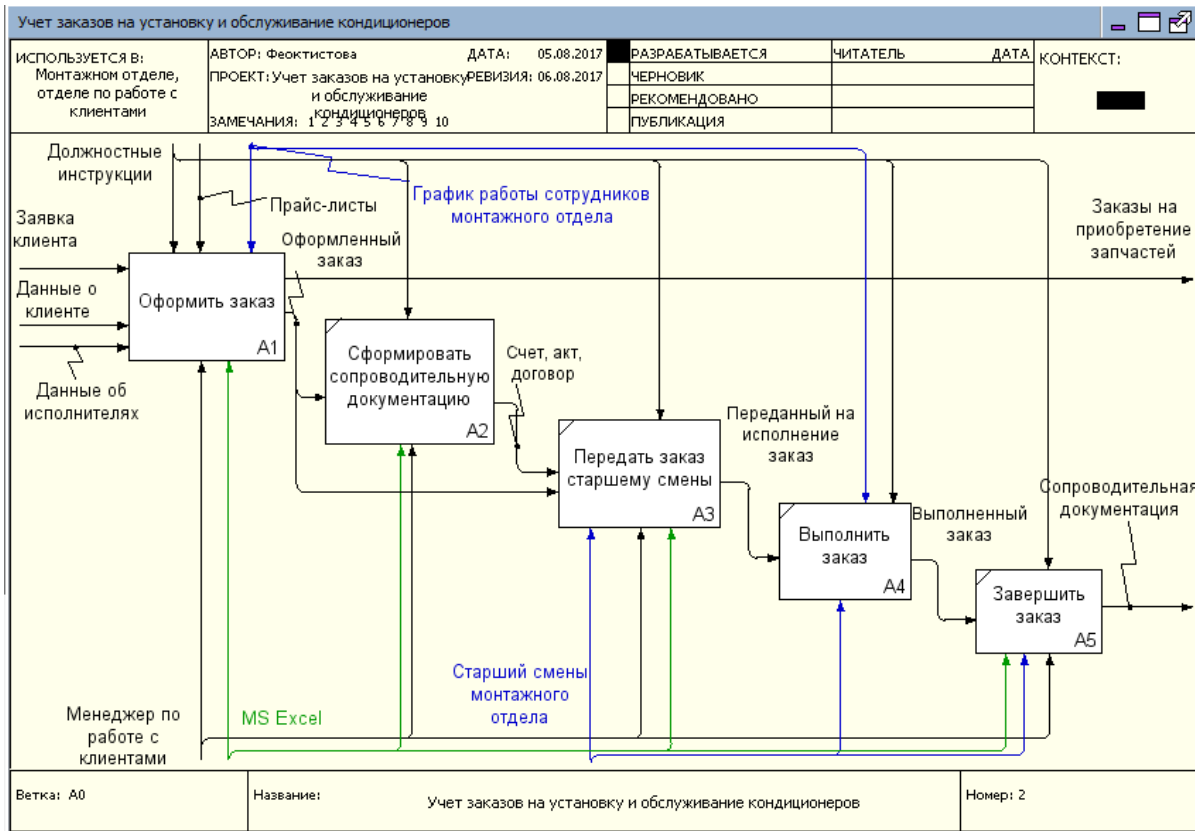 Учет заказов на установку и обслуживание кондиционеров
ИСПОЛЬЗУЕТСЯ В:
Монтажном отделе,
отделе по работе с
клиентами
АВТОР: Феоктистова
ДАТА: 05.08.2017
ПРОЕКТ: Учет заказов на установку
и обслуживание
кондиционеров
РЕВИЗИЯ: 06.08.2017
ЗАМЕЧАНИЯ: 1 2 3 4 5 6 7 8 9 10
РАЗРАБАТЫВАЕТСЯ
ЧЕРНОВИК
РЕКОМЕНДОВАНО
ПУБЛИКАЦИЯ
ЧИТАТЕЛЬ
ДАТА
КОНТЕКСТ:
Должностные
инструкции
Прайс-листы
График работы сотрудников
монтажного отдела
Заявка
клиента
Оформленный
заказ
Заказы на
приобретение
запчастей
Данные о
клиенте
Оформить заказ
A1
Данные об
исполнителях
Сформировать
сопроводительную
документацию
A2
Счет, акт,
договор
Передать заказ
старшему смены
A3
Переданный на
исполнение
заказ
Выполнить
заказ
A4
Выполненный
заказ
Сопроводительная
документация
Завершить
заказ
A5
Старший смены
монтажного
отдела
MS Excel
Менеджер по
работе с
клиентами
Ветка: A0
Название:
Учет заказов на установку и обслуживание кондиционеров
Номер: 2